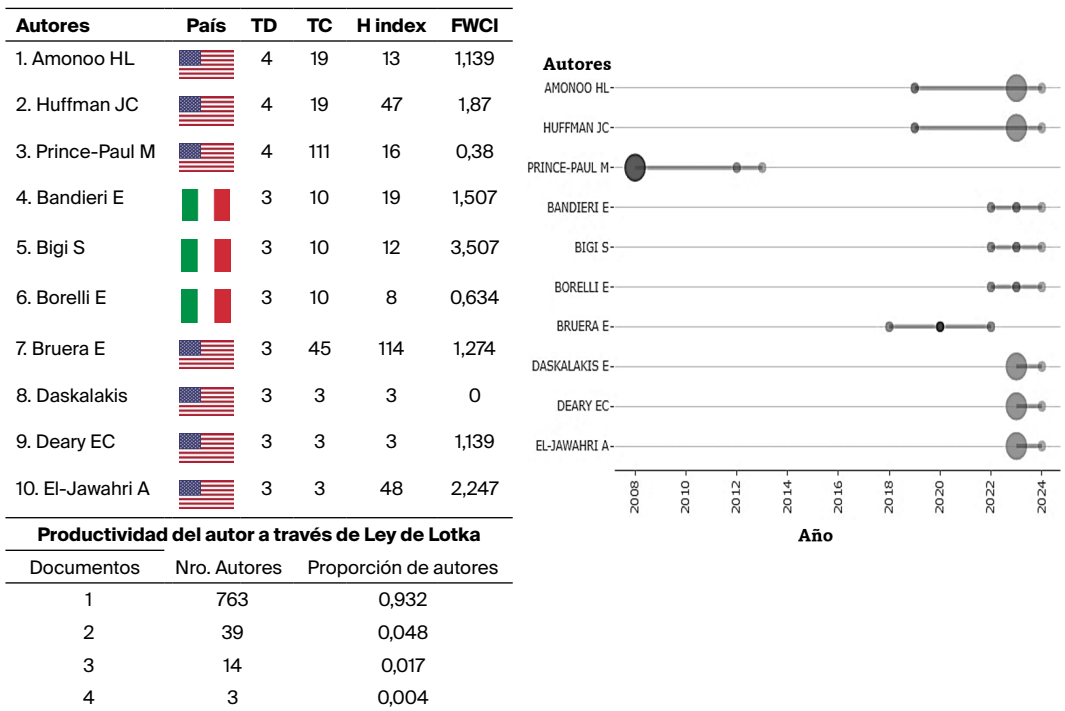 Autores País TD TC H index FWCI
1. Amonoo HL 4 19 13 1,139
2. Huffman JC 4 19 47 1,87
3. Prince-Paul M 4 111 16 0,38
4. Bandieri E 3 10 19 1,507
5. Bigi S 3 10 12 3,507
6. Borelli E 3 10 8 0,634
7. Bruera E 3 45 114 1,274
8. Daskalakis 3 3 3 0
9. Deary EC 3 3 3 1,139
10. El-Jawahri A 3 3 48 2,247
Productividad del autor a través de Ley de Lotka
Documentos Nro. Autores Proporción de autores
1 763 0,932
2 39 0,048
3 14 0,017
4 3 0,004
Autores
AMONOO HL
HUFFMAN JC
PRINCE-PAUL M
BANDIERI E
BIGI S
BORELLI E
BRUERA E
DASKALAKIS E
DEARY EC
EL-JAWAHRI A
2008 2010 2012 2014 2016 2018 2020 2022 2024
Año